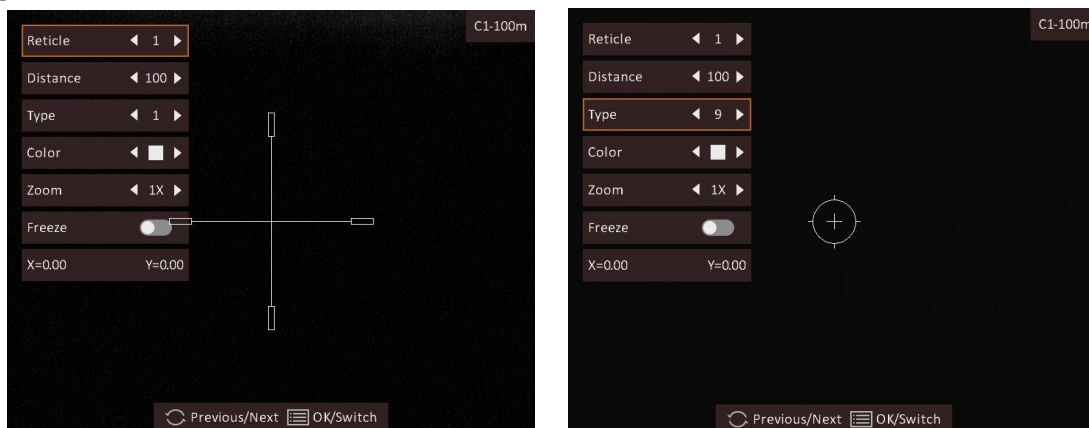 C1-100m
Reticle 1
Distance 100
Type 1
Color
Zoom 1X
Freeze
X=0.00 Y=0.00
Previous/Next OK/Switch
C1-100m
Reticle 1
Distance 100
Type 9
Color
Zoom 1X
Freeze
X=0.00 Y=0.00
Previous/Next OK/Switch